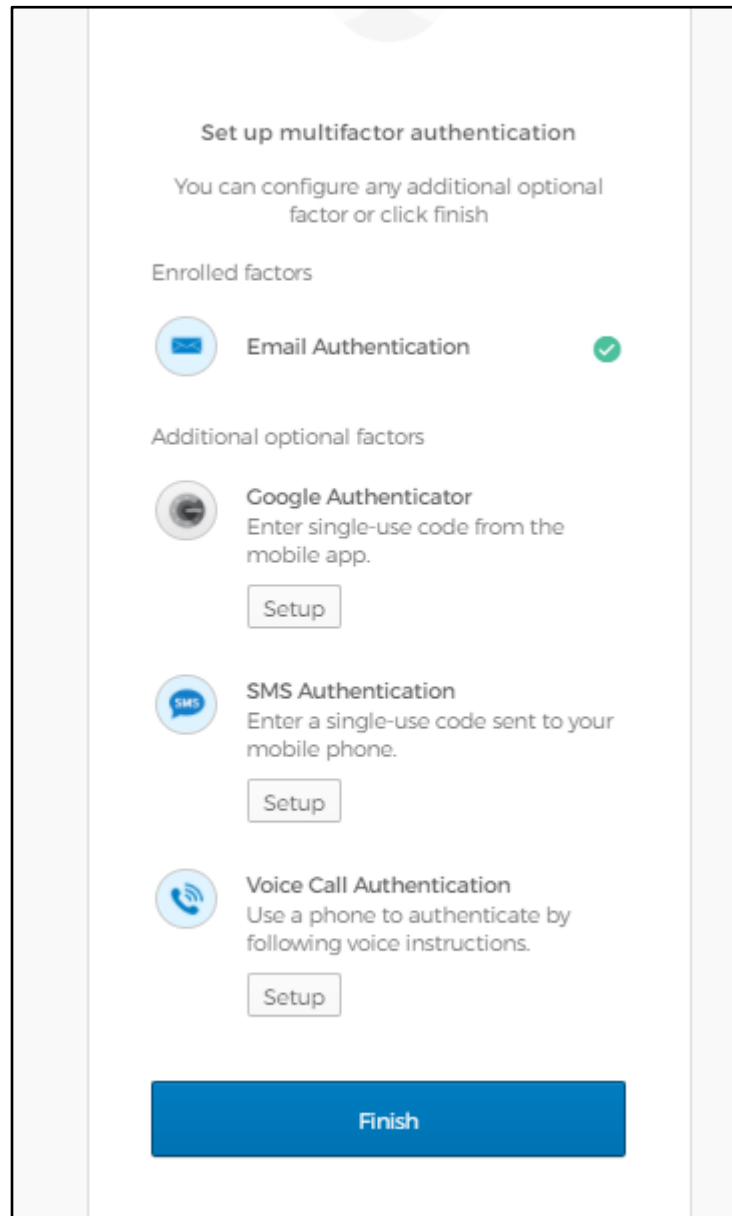 Set up multifactor authentication
You can configure any additional optional
factor or click finish
Enrolled factors
Email Authentication
Additional optional factors
Google Authenticator
Enter single-use code from the
mobile app.
Setup
SMS
SMS Authentication
Enter a single-use code sent to your
mobile phone.
Setup
Voice Call Authentication
Use a phone to authenticate by
following voice instructions.
Setup
Finish